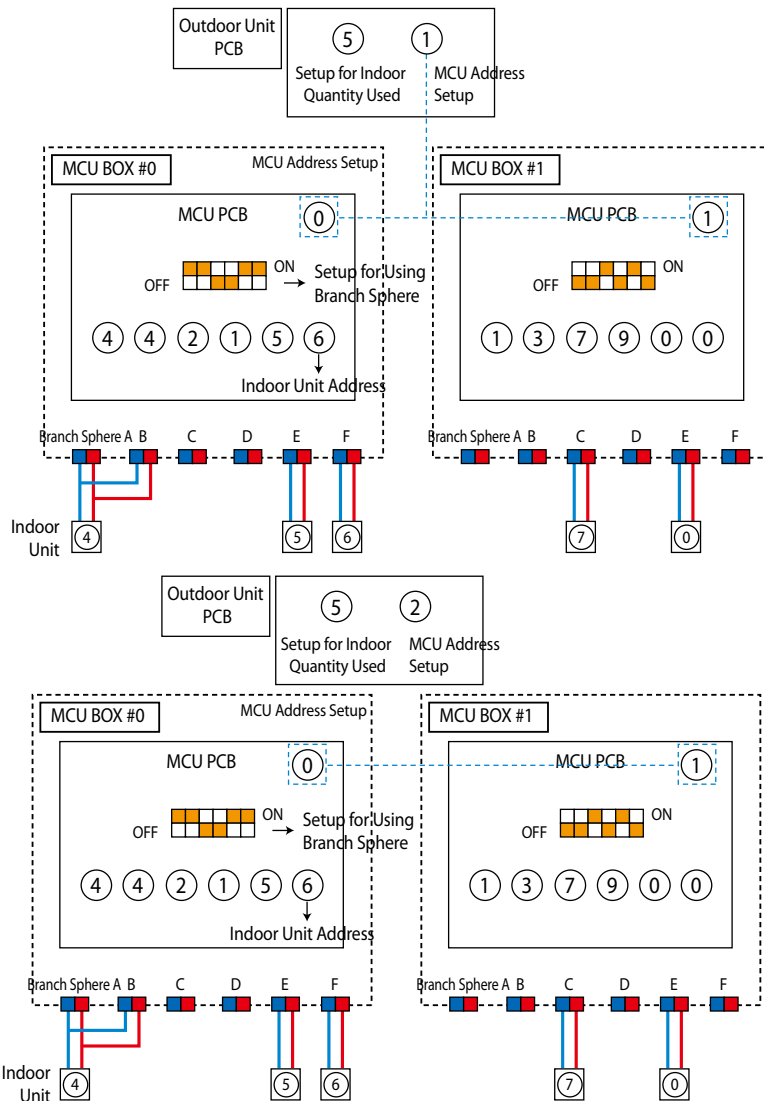 Outdoor Unit
PCB
5 1
Setup for Indoor
Quantity Used
MCU Address
Setup
MCU BOX #0
MCU Address Setup
MCU PCB
0
ON
OFF
Setup for Using
Branch Sphere
4 4 2 1 5 6
Indoor Unit Address
Branch Sphere A B C D E F
Indoor
Unit
4 5 6
MCU BOX #1
MCU PCB
1
ON
OFF
1 3 7 9 0 0
Branch Sphere A B C D E F
7 0
Outdoor Unit
PCB
5 2
Setup for Indoor
Quantity Used
MCU Address
Setup
MCU BOX #0
MCU Address Setup
MCU PCB
0
ON
OFF
Setup for Using
Branch Sphere
4 4 2 1 5 6
Indoor Unit Address
Branch Sphere A B C D E F
Indoor
Unit
4 5 6
MCU BOX #1
MCU PCB
1
ON
OFF
1 3 7 9 0 0
Branch Sphere A B C D E F
7 0